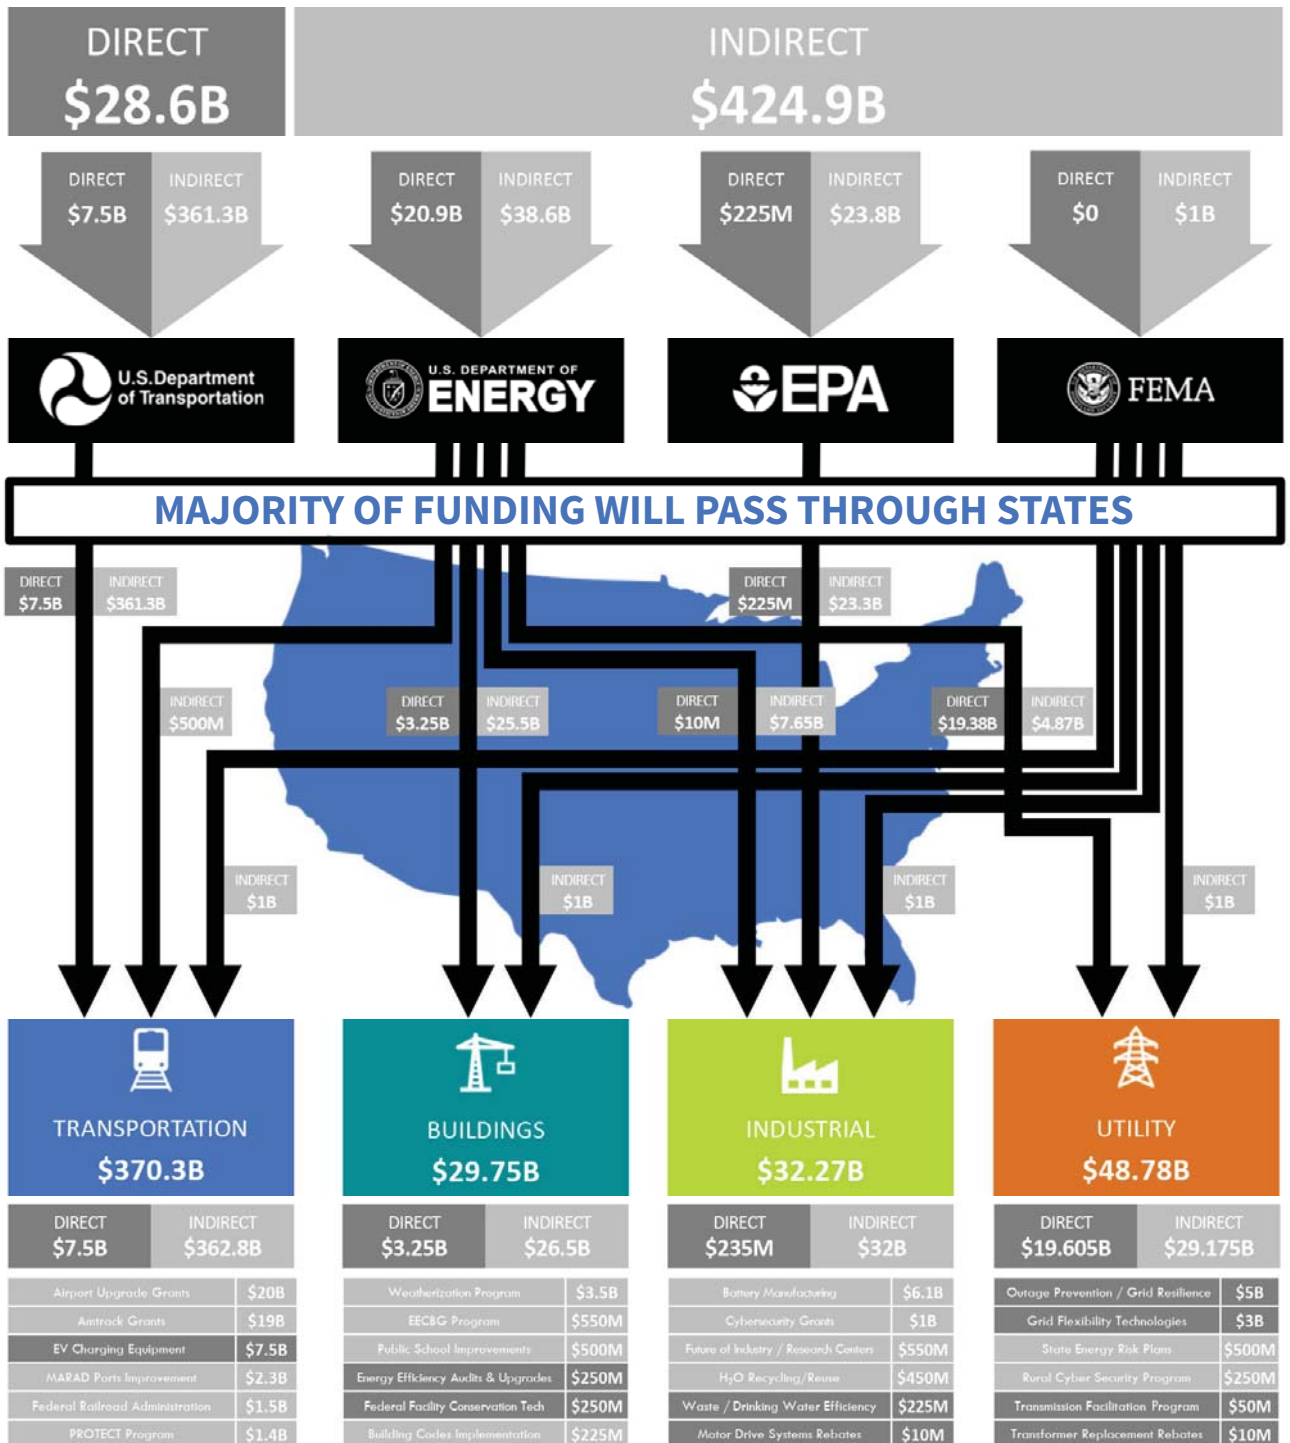 DIRECT
$28.6B
INDIRECT
$424.9B
DIRECT
$7.5B
INDIRECT
$361.3B
DIRECT
$20.9B
INDIRECT
$38.6B
DIRECT
$225M
INDIRECT
$23.8B
DIRECT
$0
INDIRECT
$1B
U.S.Department
of Transportation
U.S. DEPARTMENT OF
ENERGY
EPA
FEMA
MAJORITY OF FUNDING WILL PASS THROUGH STATES
DIRECT
$7.5B
INDIRECT
$361.3B
DIRECT
$225M
INDIRECT
$23.3B
INDIRECT
$500M
DIRECT
$3.25B
INDIRECT
$25.5B
DIRECT
$10M
INDIRECT
$7.65B
DIRECT
$19.38B
INDIRECT
$4.87B
INDIRECT
$1B
INDIRECT
$1B
INDIRECT
$1B
INDIRECT
$1B
TRANSPORTATION
$370.3B
DIRECT
$7.5B
INDIRECT
$362.8B
Airport Upgrade Grants $20B
Amtrack Grants $19B
EV Charging Equipment $7.5B
MARAD Ports Improvement $2.3B
Federal Railroad Administration $1.5B
PROTECT Program $1.4B
BUILDINGS
$29.75B
DIRECT
$3.25B
INDIRECT
$26.5B
Weatherization Program $3.5B
EECBG Program $550M
Public School Improvements $500M
Energy Efficiency Audits & Upgrades $250M
Federal Facility Conservation Tech $250M
Building Codes Implementation $225M
INDUSTRIAL
$32.27B
DIRECT
$235M
INDIRECT
$32B
Battery Manufacturing $6.1B
Cybersecurity Grants $1B
Future of Industry / Research Centers $550M
H₂O Recycling/Reuse $450M
Waste / Drinking Water Efficiency $225M
Motor Drive Systems Rebates $10M
UTILITY
$48.78B
DIRECT
$19.605B
INDIRECT
$29.175B
Outage Prevention / Grid Resilience $5B
Grid Flexibility Technologies $3B
State Energy Risk Plans $500M
Rural Cyber Security Program $250M
Transmission Facilitation Program $50M
Transformer Replacement Rebates $10M